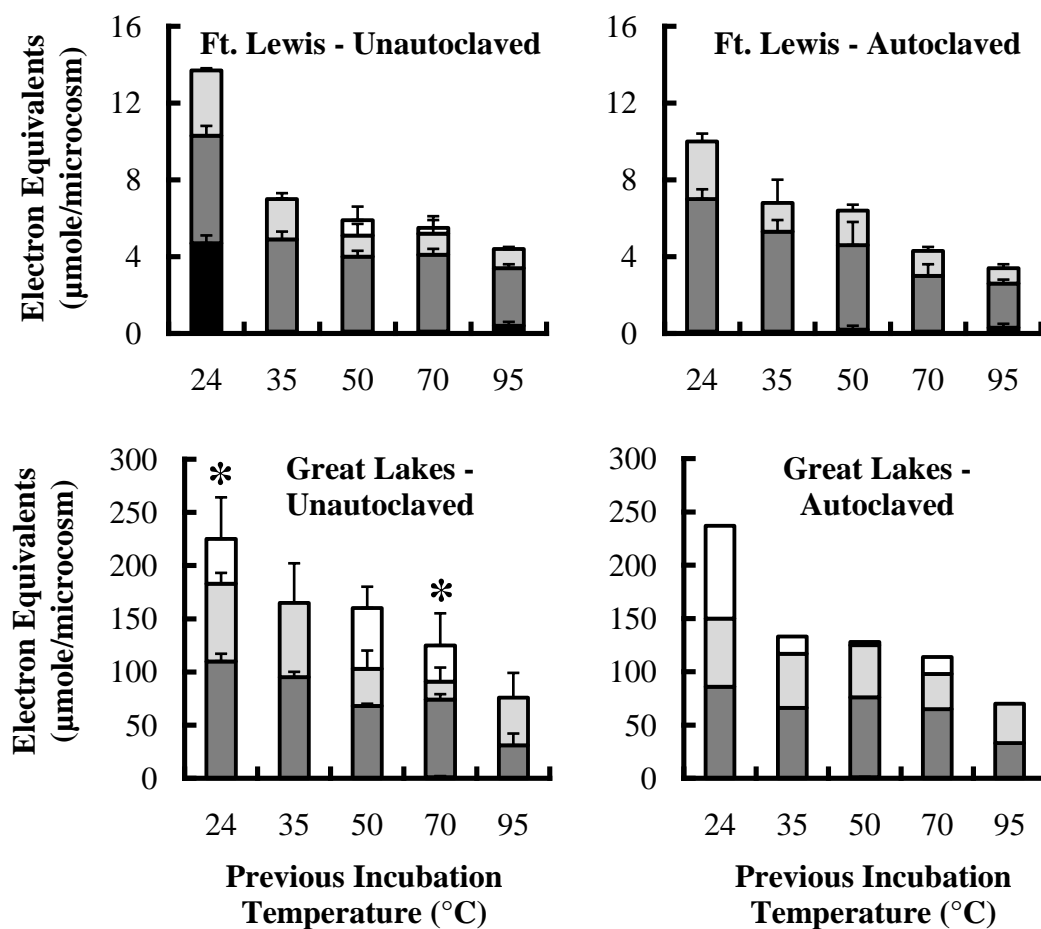 Ft. Lewis - Unautoclaved
Electron Equivalents
(µmole/microcosm)
16
12
8
4
0
24 35 50 70 95
Ft. Lewis - Autoclaved
16
12
8
4
0
24 35 50 70 95
Great Lakes -
Unautoclaved
Electron Equivalents
(µmole/microcosm)
300
250
200
150
100
50
0
*
*
24 35 50 70 95
Previous Incubation
Temperature (°C)
Great Lakes -
Autoclaved
300
250
200
150
100
50
0
24 35 50 70 95
Previous Incubation
Temperature (°C)